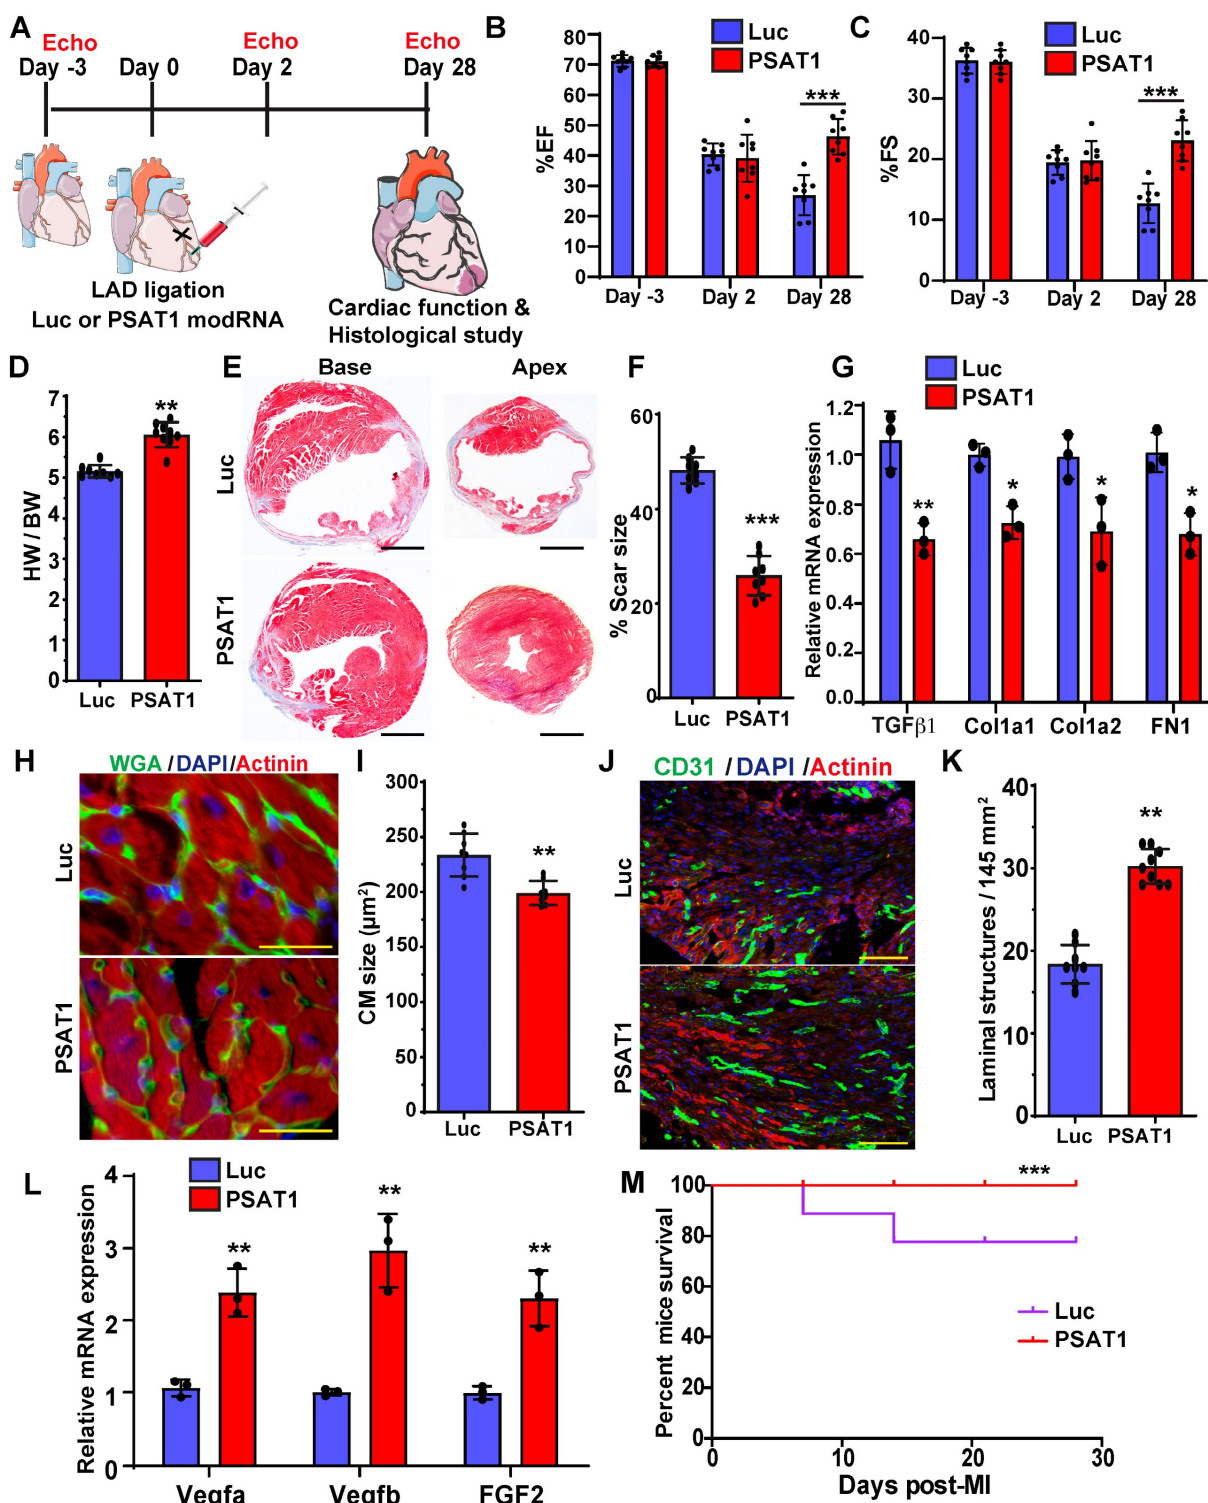 A
Echo
Echo
Echo
Day -3
Day 0
Day 2
Day 28
LAD ligation
Luc or PSAT1 modRNA
Cardiac function &
Histological study
B
Luc
PSAT1
%EF
80
70
60
50
40
30
20
10
0
***
Day -3
Day 2
Day 28
C
Luc
PSAT1
%FS
40
30
20
10
0
***
Day -3
Day 2
Day 28
D
HW / BW
7
6
5
4
3
2
1
0
**
Luc
PSAT1
E
Base
Apex
Luc
PSAT1
F
% Scar size
60
40
20
0
***
Luc
PSAT1
G
Luc
PSAT1
Relative mRNA expression
1.2
1.0
0.8
0.6
0.4
0.2
0.0
**
*
*
*
TGFβ1
Col1a1
Col1a2
FN1
H
WGA /DAPI/Actinin
Luc
PSAT1
I
CM size (µm²)
300
250
200
150
100
50
0
**
Luc
PSAT1
J
CD31 /DAPI /Actinin
Luc
PSAT1
K
Laminal structures / 145 mm²
40
30
20
10
0
**
Luc
PSAT1
L
Luc
PSAT1
Relative mRNA expression
4
3
2
1
0
**
**
**
Vegfa
Vegfb
FGF2
M
Percent mice survival
100
80
60
40
20
0
***
Luc
PSAT1
0
10
20
30
Days post-MI